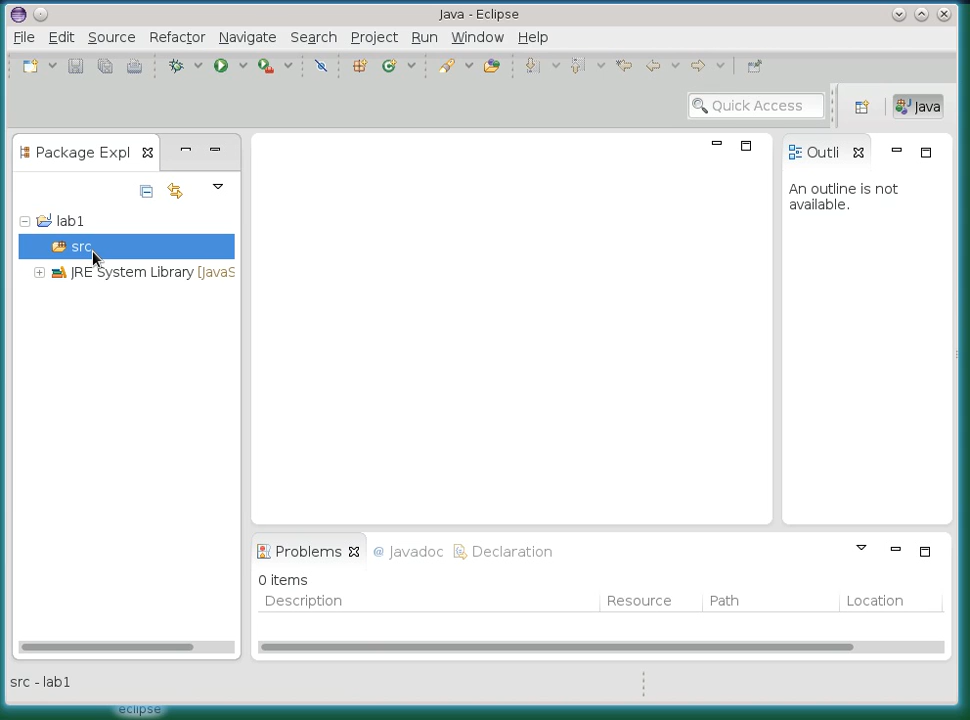 Java - Eclipse
File Edit Source Refactor Navigate Search Project Run Window Help
Quick Access
Java
Package Expl
Outli
An outline is not
available.
lab1
src
JRE System Library [JavaS
Problems @ Javadoc Declaration
0 items
Description Resource Path Location
src - lab1
eclipse